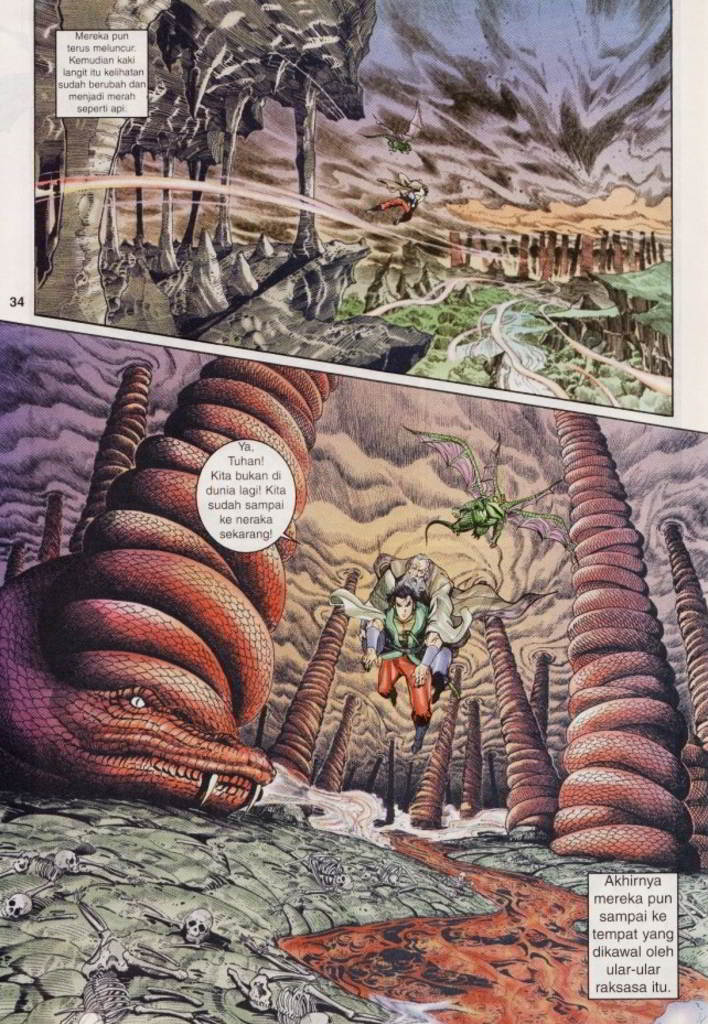 Mereka pun
terus meluncur.
Kemudian kaki
langit itu kelihatan
sudah berubah dan
menjadi merah
seperti api.
34
Ya,
Tuhan!
Kita bukan di
dunia lagi! Kita
sudah sampai
ke neraka
sekarang!
Akhirnya
mereka pun
sampai ke
tempat yang
dikawal oleh
ular-ular
raksasa itu.